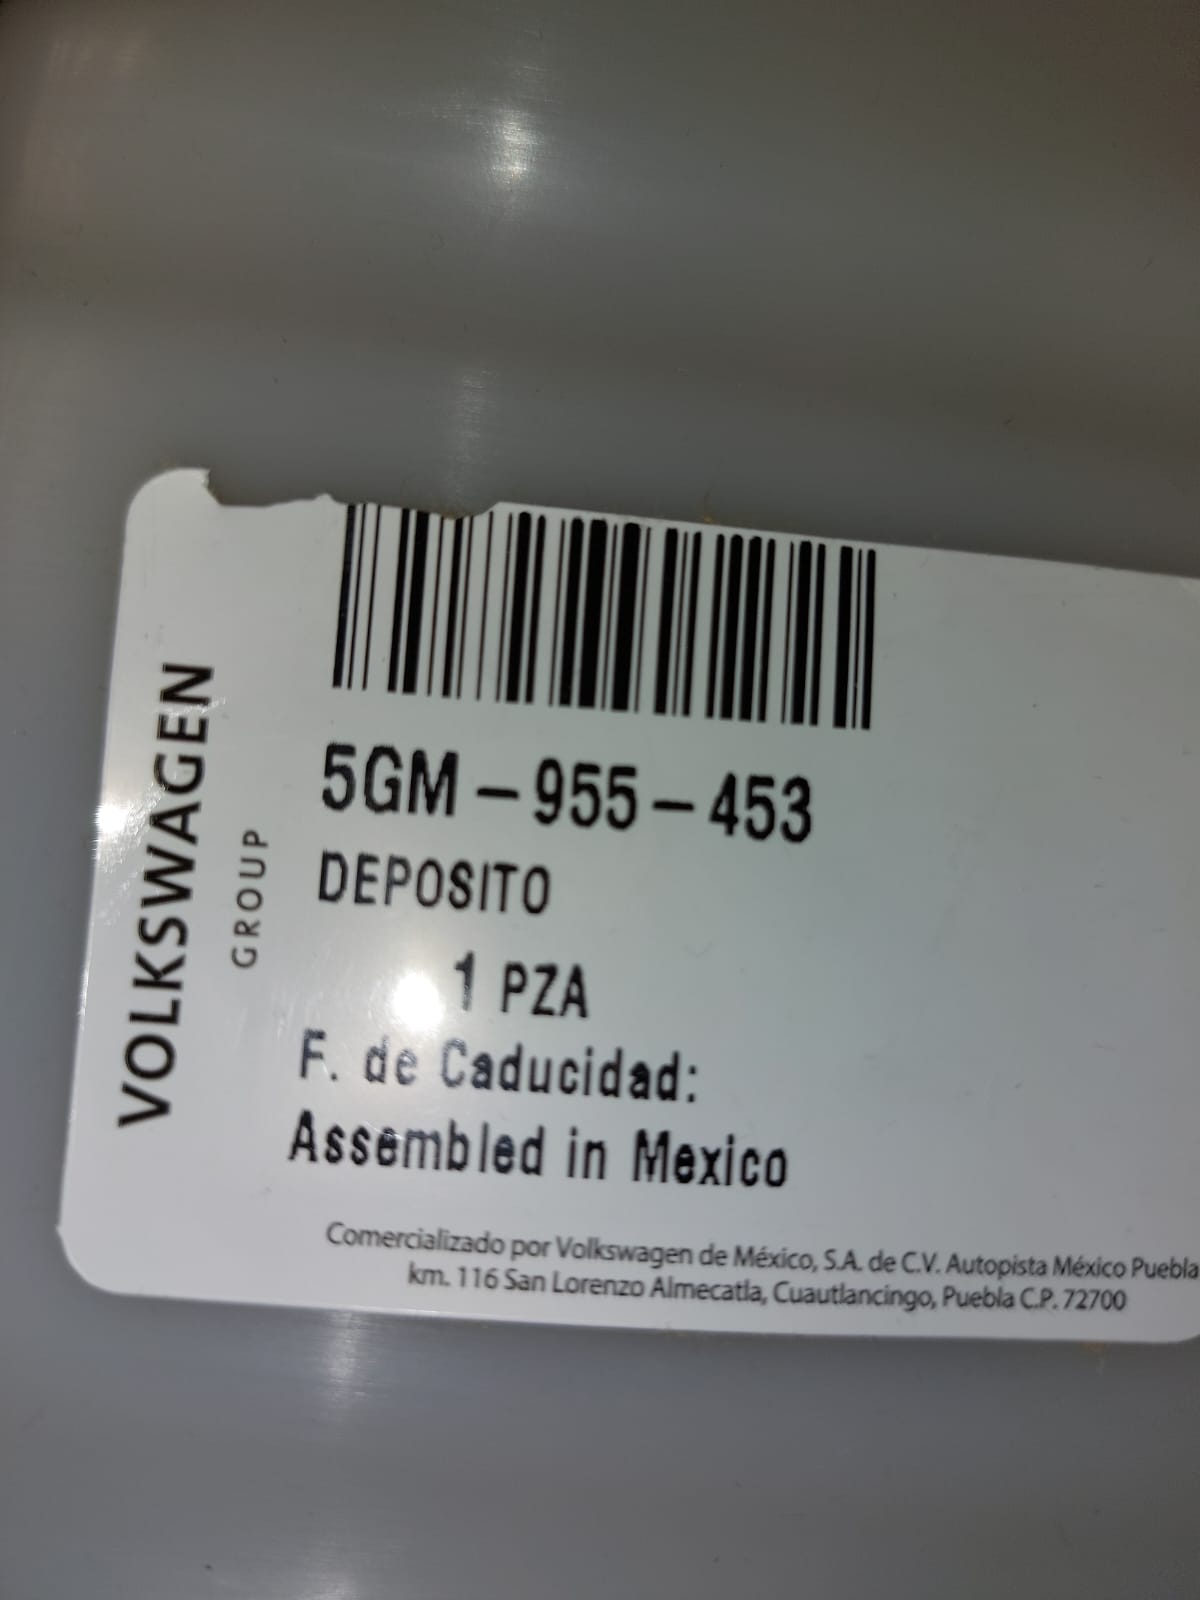 VOLKSWAGEN
GROUP
5GM-955-453
DEPOSITO
1 PZA
F. de Caducidad:
Assembled in Mexico
Comercializado por Volkswagen de México, S.A. de C.V. Autopista México Puebla
km. 116 San Lorenzo Almecatla, Cuautlancingo, Puebla C.P. 72700